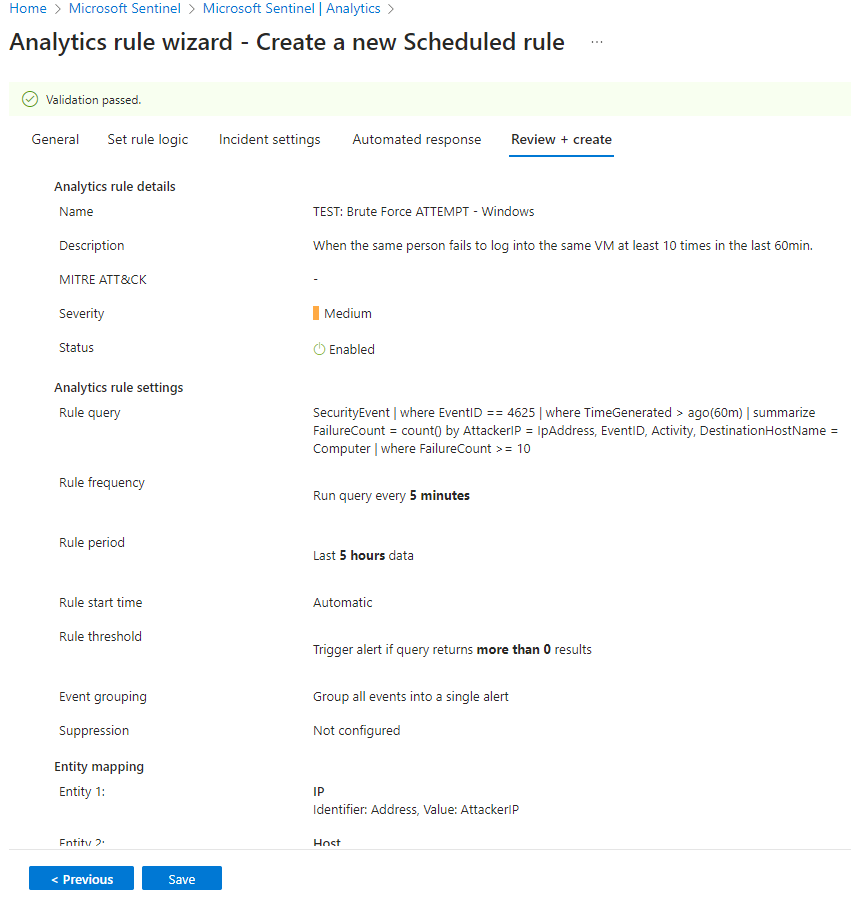 Home > Microsoft Sentinel > Microsoft Sentinel | Analytics >
Analytics rule wizard - Create a new Scheduled rule ...
Validation passed.
General Set rule logic Incident settings Automated response Review + create
Analytics rule details
Name TEST: Brute Force ATTEMPT - Windows
Description When the same person fails to log into the same VM at least 10 times in the last 60min.
MITRE ATT&CK -
Severity Medium
Status Enabled
Analytics rule settings
Rule query SecurityEvent | where EventID == 4625 | where TimeGenerated > ago(60m) | summarize
FailureCount = count() by AttackerIP = IpAddress, EventID, Activity, DestinationHostName =
Computer | where FailureCount >= 10
Rule frequency
Run query every 5 minutes
Rule period
Last 5 hours data
Rule start time Automatic
Rule threshold
Trigger alert if query returns more than 0 results
Event grouping Group all events into a single alert
Suppression Not configured
Entity mapping
Entity 1: IP
Identifier: Address, Value: AttackerIP
Entity 2: Host
< Previous Save